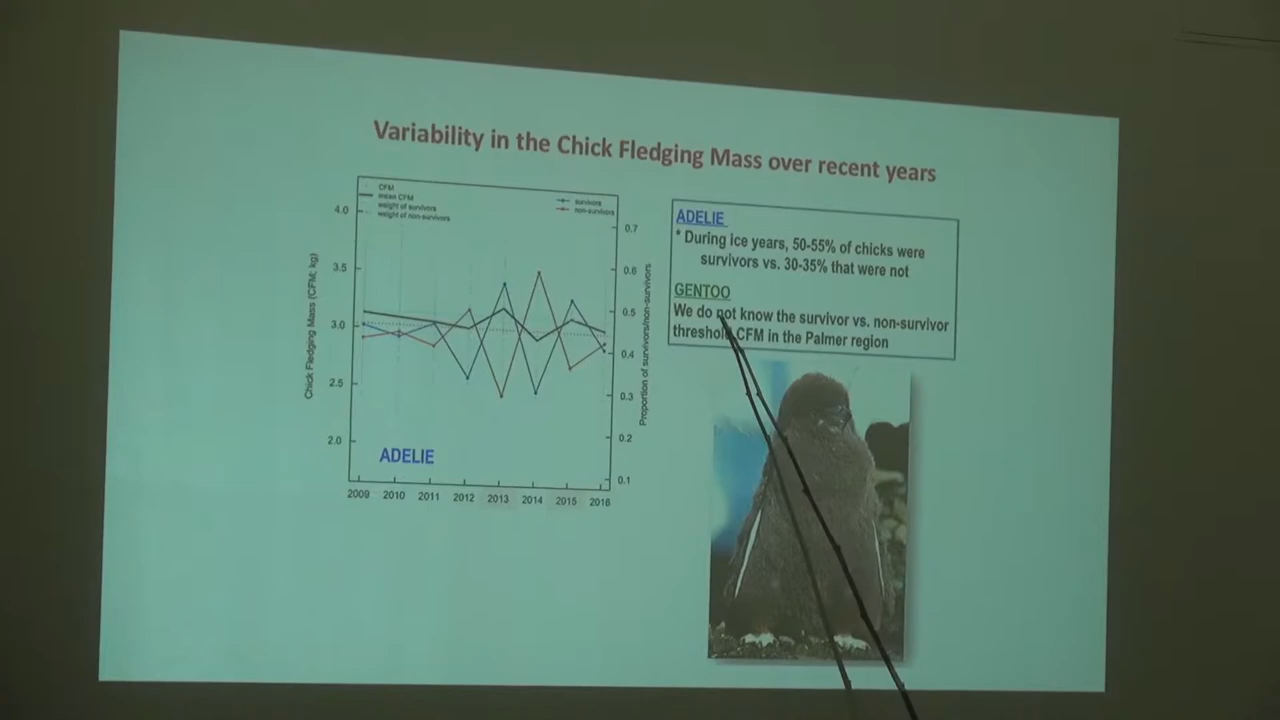 Variability in the Chick Fledging Mass over recent years
CFM
mean CFM
weight of survivors
weight of non-survivors
survivors
non-survivors
4.0
3.5
3.0
2.5
2.0
Chick Fledging Mass (CFM; kg)
0.7
0.6
0.5
0.4
0.3
0.2
0.1
Proportion of survivors/non-survivors
ADELIE
2009 2010 2011 2012 2013 2014 2015 2016
ADELIE
* During ice years, 50-55% of chicks were
survivors vs. 30-35% that were not
GENTOO
We do not know the survivor vs. non-survivor
threshold CFM in the Palmer region